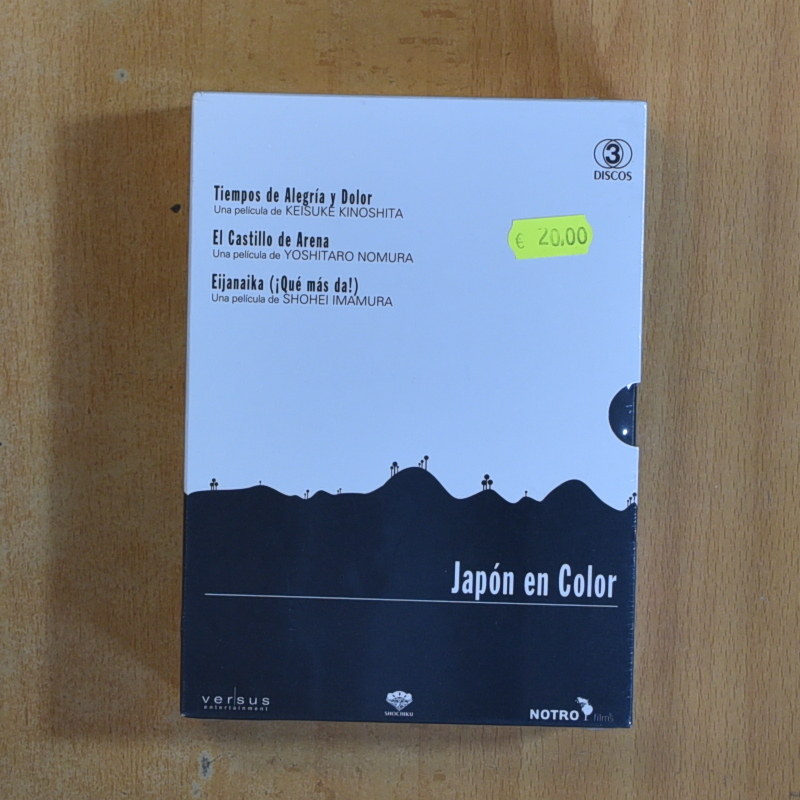 3
DISCOS
Tiempos de Alegría y Dolor
Una película de KEISUKE KINOSHITA
€ 20,00
El Castillo de Arena
Una película de YOSHITARO NOMURA
Eijanaika (¡Qué más da!)
Una película de SHOHEI IMAMURA
Japón en Color
versus
entertainment
SHOCHIKU
NOTRO films